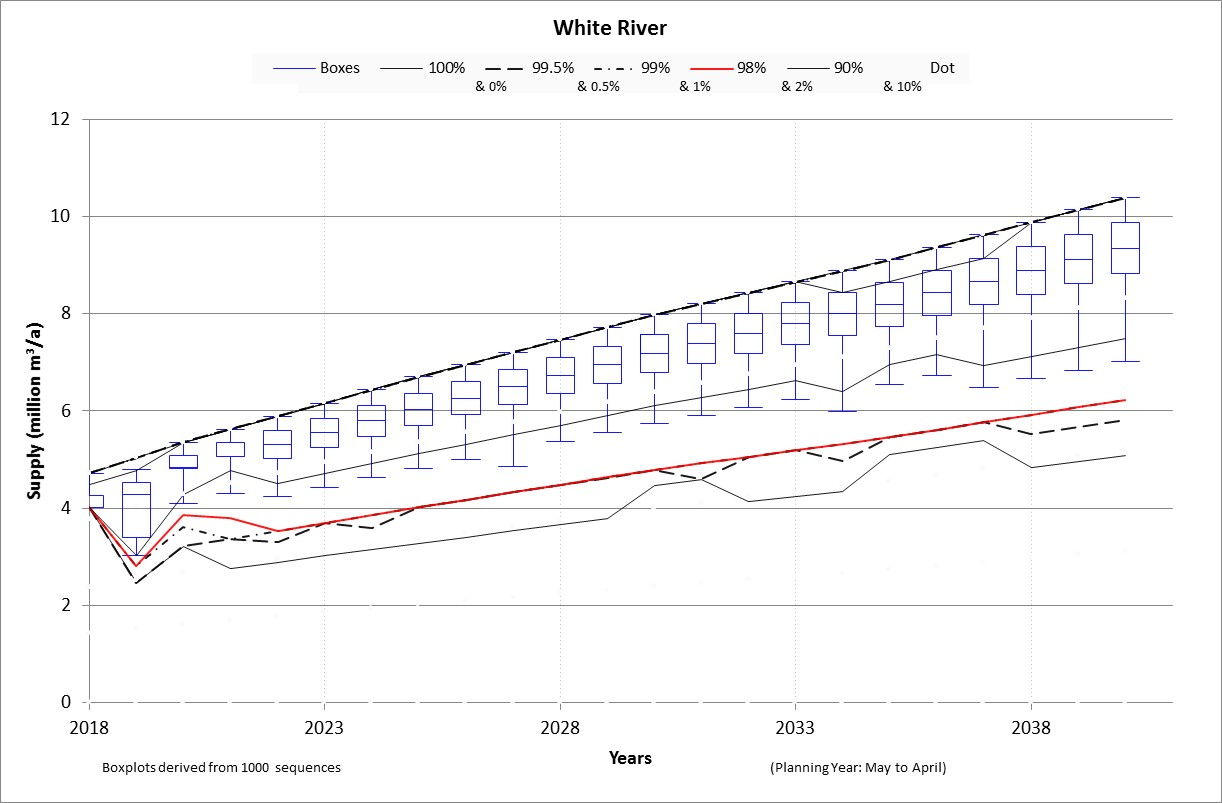 White River
Boxes 100% 99.5% 99% 98% 90% Dot
& 0% & 0.5% & 1% & 2% & 10%
12
10
8
6
4
2
0
Supply (million m³/a)
2018 2023 2028 2033 2038
Years
Boxplots derived from 1000 sequences
(Planning Year: May to April)